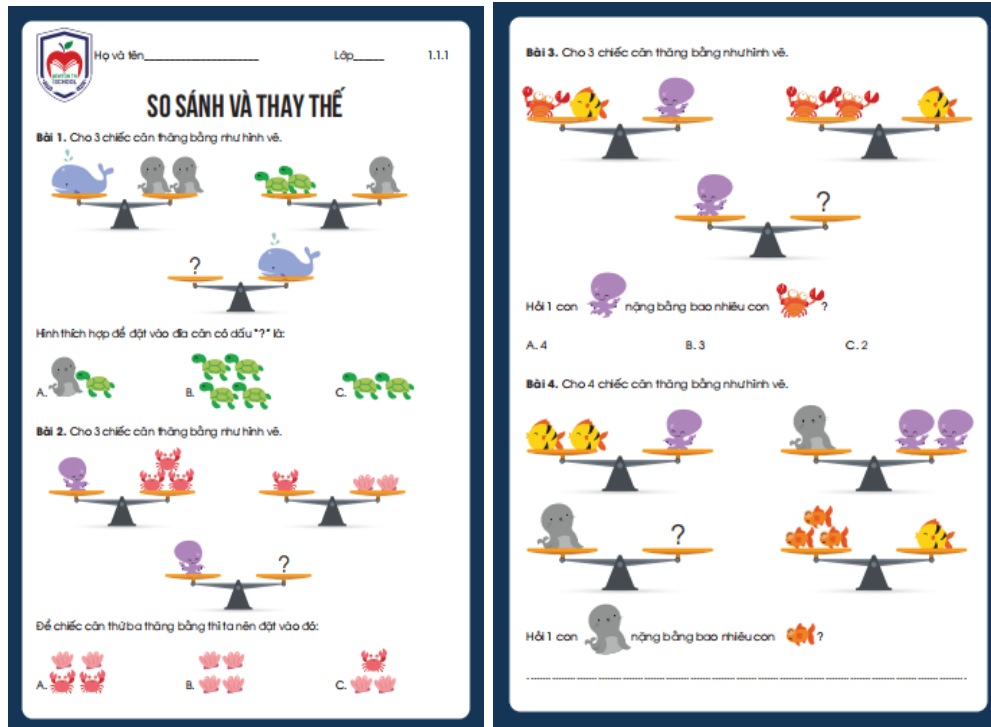 Họ và tên____________________ Lớp______ 1.1.1
SCHOOL
SO SÁNH VÀ THAY THẾ
Bài 1. Cho 3 chiếc cân thăng bằng như hình vẽ.
?
Hình thích hợp để đặt vào đĩa cân có dấu "?" là:
A.
B.
C.
Bài 2. Cho 3 chiếc cân thăng bằng như hình vẽ.
?
Để chiếc cân thứ ba thăng bằng thì ta nên đặt vào đó:
A.
B.
C.
Bài 3. Cho 3 chiếc cân thăng bằng như hình vẽ.
?
Hỏi 1 con nặng bằng bao nhiêu con ?
A. 4 B. 3 C. 2
Bài 4. Cho 4 chiếc cân thăng bằng như hình vẽ.
?
Hỏi 1 con nặng bằng bao nhiêu con ?